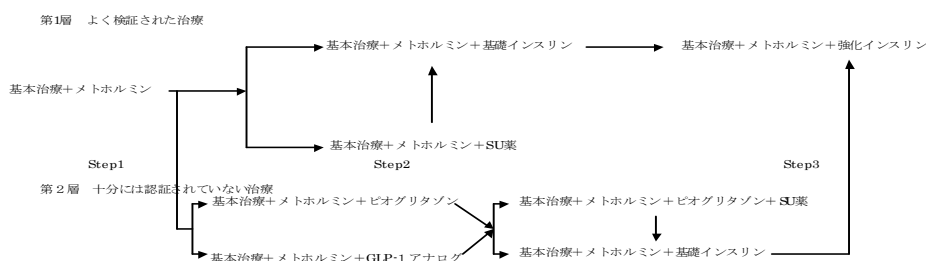 第1層　よく検証された治療
基本治療+メトホルミン+基礎インスリン
基本治療+メトホルミン+強化インスリン
基本治療+メトホルミン
基本治療+メトホルミン+SU薬
Step1
Step2
Step3
第2層　十分には認証されていない治療
基本治療+メトホルミン+ピオグリタゾン
基本治療+メトホルミン+ピオグリタゾン+SU薬
基本治療+メトホルミン+GLP-1アナログ
基本治療+メトホルミン+基礎インスリン